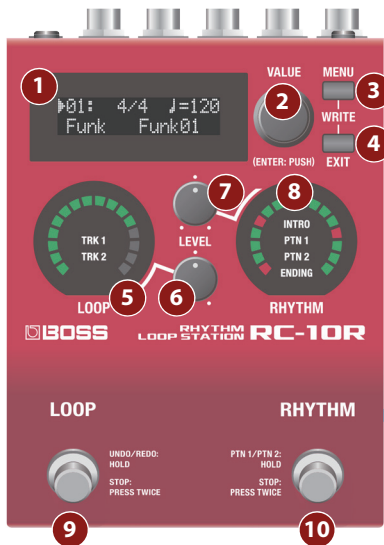 VALUE
MENU
1
2
3
01: 4/4 ♩=120
Funk Funk01
WRITE
4
(ENTER: PUSH)
EXIT
7
8
TRK 1
TRK 2
INTRO
PTN 1
PTN 2
ENDING
LEVEL
5
6
LOOP
RHYTHM
BOSS
RHYTHM
LOOP STATION
RC-10R
LOOP
RHYTHM
UNDO/REDO:
HOLD
STOP:
PRESS TWICE
PTN 1/PTN 2:
HOLD
STOP:
PRESS TWICE
9
10